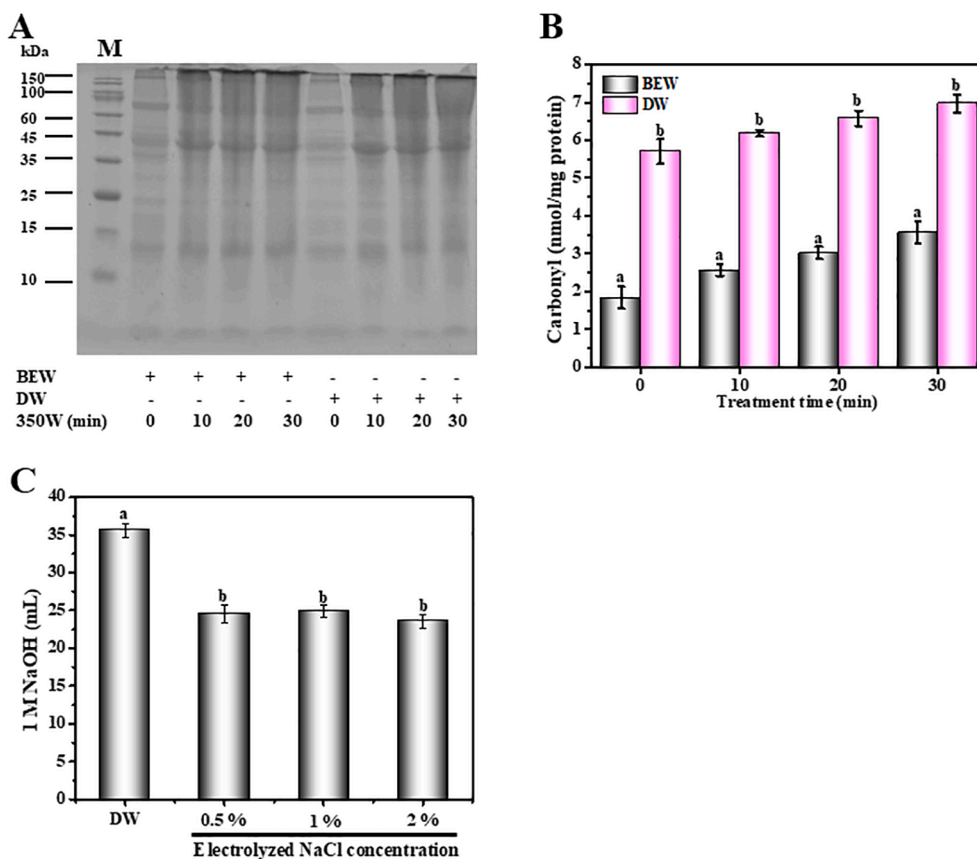 A
kDa
M
150
100
60
45
35
25
15
10
BEW + + + + - - - -
DW - - - - + + + +
350W (min) 0 10 20 30 0 10 20 30
B
8
7
6
5
4
3
2
1
0
Carbonyl (nmol/mg protein)
BEW
DW
a b a b a b a b
0 10 20 30
Treatment time (min)
C
40
35
30
25
20
15
10
5
0
1 M NaOH (mL)
a b b b
DW 0.5 % 1 % 2 %
Electrolyzed NaCl concentration